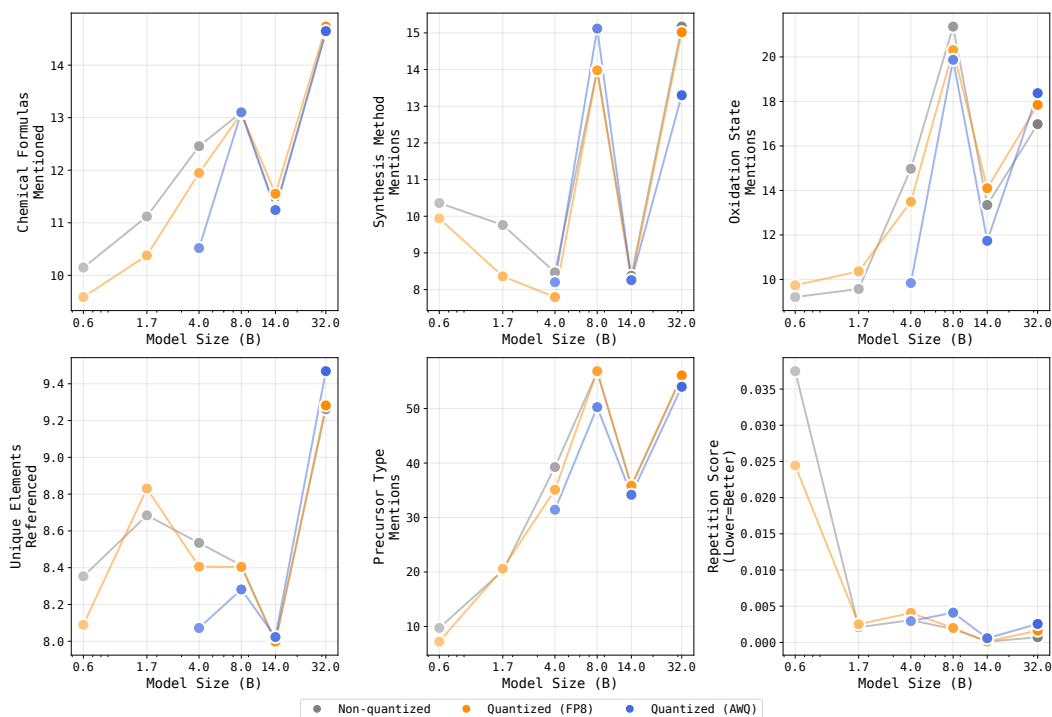 Chemical Formulas
Mentioned
14
13
12
11
10
0.6 1.7 4.0 8.0 14.0 32.0
Model Size (B)
Synthesis Method
Mentions
15
14
13
12
11
10
9
8
0.6 1.7 4.0 8.0 14.0 32.0
Model Size (B)
Oxidation State
Mentions
20
18
16
14
12
10
0.6 1.7 4.0 8.0 14.0 32.0
Model Size (B)
Unique Elements
Referenced
9.4
9.2
9.0
8.8
8.6
8.4
8.2
8.0
0.6 1.7 4.0 8.0 14.0 32.0
Model Size (B)
Precursor Type
Mentions
50
40
30
20
10
0.6 1.7 4.0 8.0 14.0 32.0
Model Size (B)
Repetition Score
(Lower=Better)
0.035
0.030
0.025
0.020
0.015
0.010
0.005
0.000
0.6 1.7 4.0 8.0 14.0 32.0
Model Size (B)
Non-quantized Quantized (FP8) Quantized (AWQ)